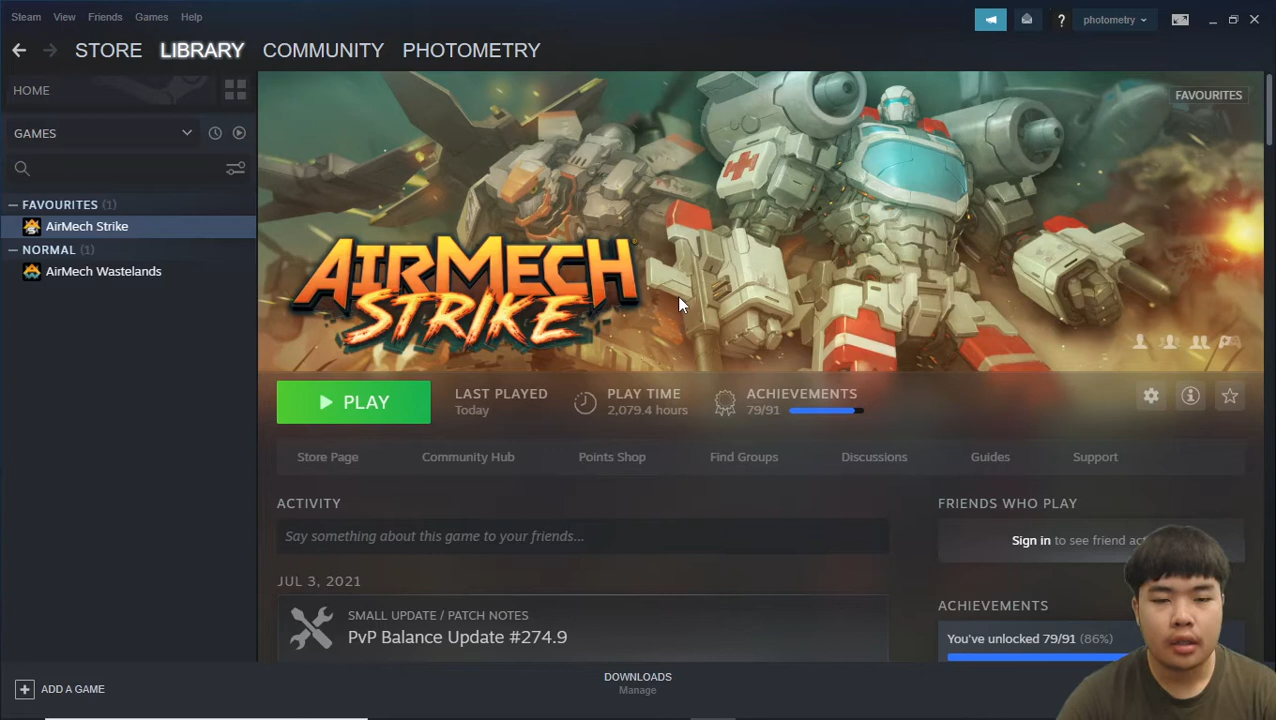 Steam View Friends Games Help
photometry
STORE LIBRARY COMMUNITY PHOTOMETRY
HOME
GAMES
FAVOURITES (1)
AirMech Strike
NORMAL (1)
AirMech Wastelands
FAVOURITES
AIRMECH
STRIKE
PLAY
LAST PLAYED
Today
PLAY TIME
2,079.4 hours
ACHIEVEMENTS
79/91
Store Page Community Hub Points Shop Find Groups Discussions Guides Support
ACTIVITY
Say something about this game to your friends...
JUL 3, 2021
SMALL UPDATE / PATCH NOTES
PvP Balance Update #274.9
FRIENDS WHO PLAY
Sign in to see friend
ACHIEVEMENTS
You've unlocked 79/91 (86%)
ADD A GAME
DOWNLOADS
Manage